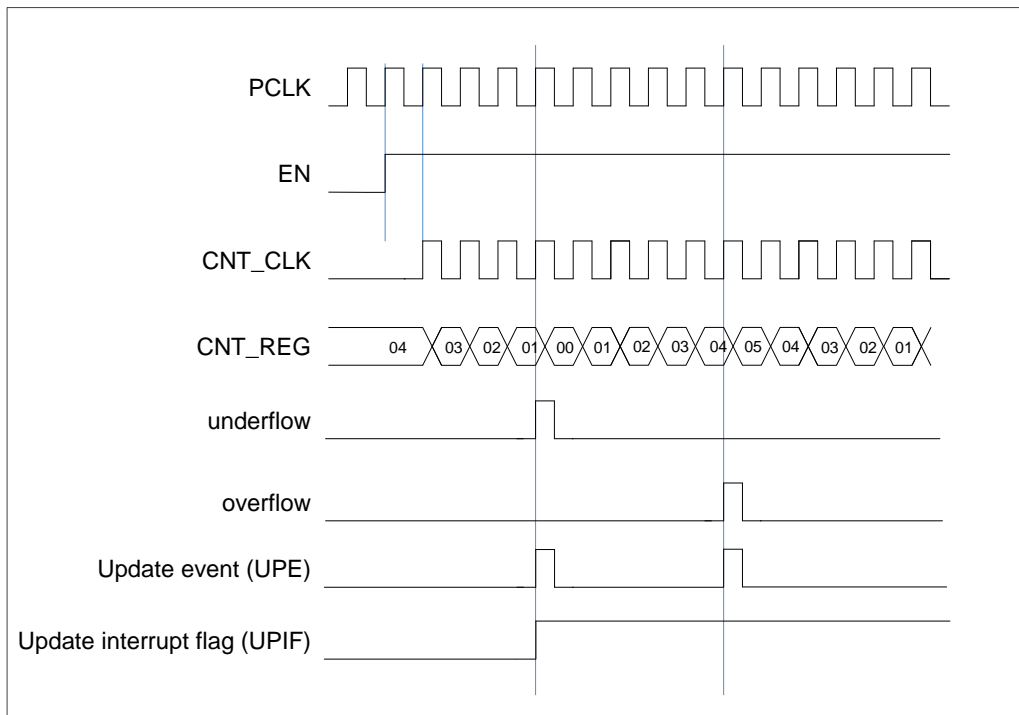 PCLK
EN
CNT_CLK
CNT_REG 04 03 02 01 00 01 02 03 04 05 04 03 02 01
underflow
overflow
Update event (UPE)
Update interrupt flag (UPIF)